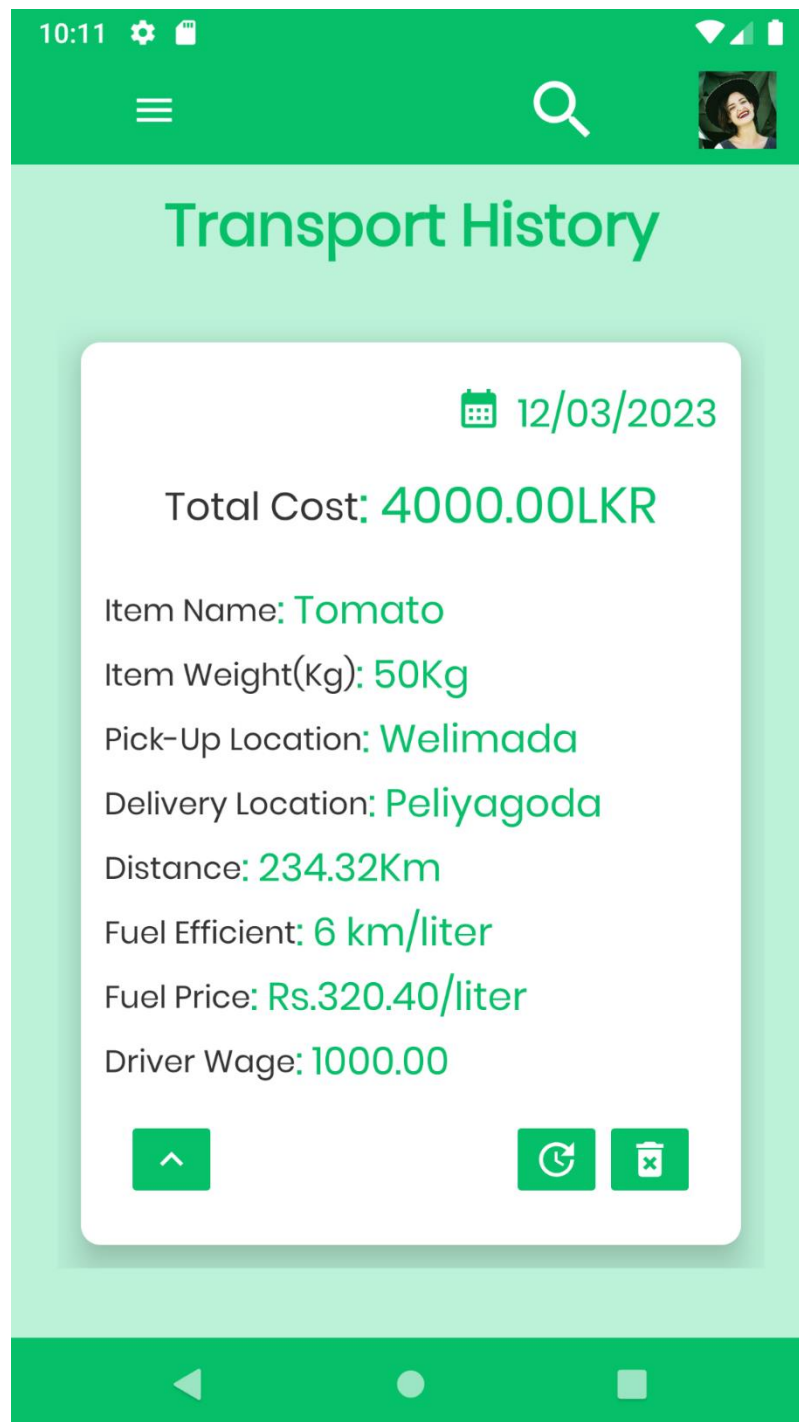 10:11
Transport History
12/03/2023
Total Cost: 4000.00LKR
Item Name: Tomato
Item Weight(Kg): 50Kg
Pick-Up Location: Welimada
Delivery Location: Peliyagoda
Distance: 234.32Km
Fuel Efficient: 6 km/liter
Fuel Price: Rs.320.40/liter
Driver Wage: 1000.00